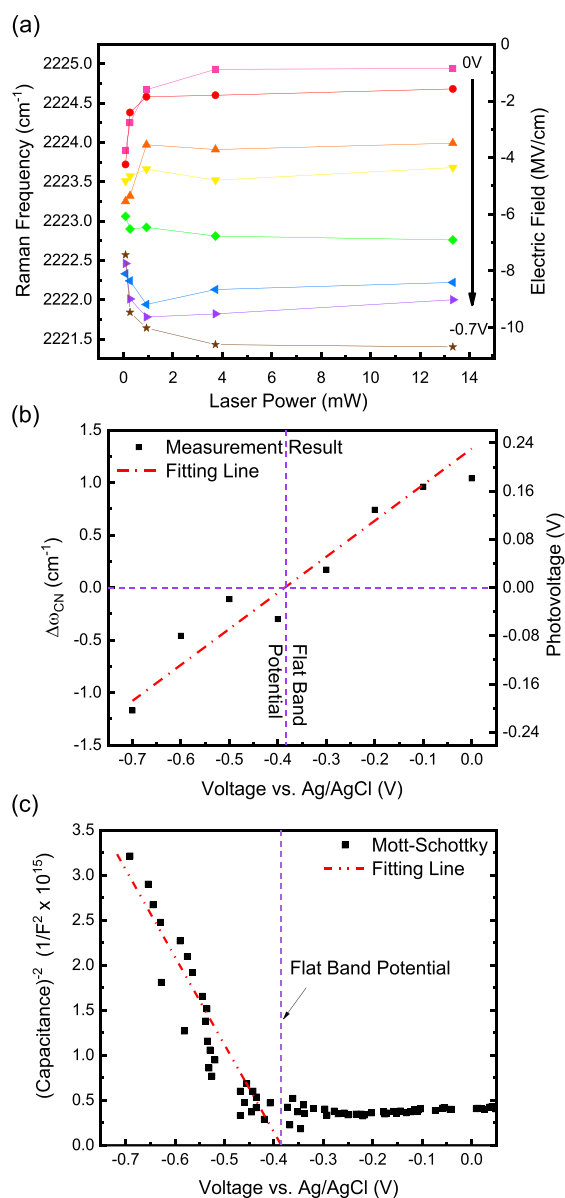 (a)
2225.0
2224.5
2224.0
2223.5
2223.0
2222.5
2222.0
2221.5
Raman Frequency (cm⁻¹)
0V
-0.7V
0
-2
-4
-6
-8
-10
Electric Field (MV/cm)
0 2 4 6 8 10 12 14
Laser Power (mW)
(b)
1.5
1.0
0.5
0.0
-0.5
-1.0
-1.5
Δω_CN (cm⁻¹)
Measurement Result
Fitting Line
Flat Band
Potential
0.24
0.16
0.08
0.00
-0.08
-0.16
-0.24
Photovoltage (V)
-0.7 -0.6 -0.5 -0.4 -0.3 -0.2 -0.1 0.0
Voltage vs. Ag/AgCl (V)
(c)
3.5
3.0
2.5
2.0
1.5
1.0
0.5
0.0
(Capacitance)⁻² (1/F² x 10¹⁵)
Mott-Schottky
Fitting Line
Flat Band Potential
-0.7 -0.6 -0.5 -0.4 -0.3 -0.2 -0.1 0.0
Voltage vs. Ag/AgCl (V)